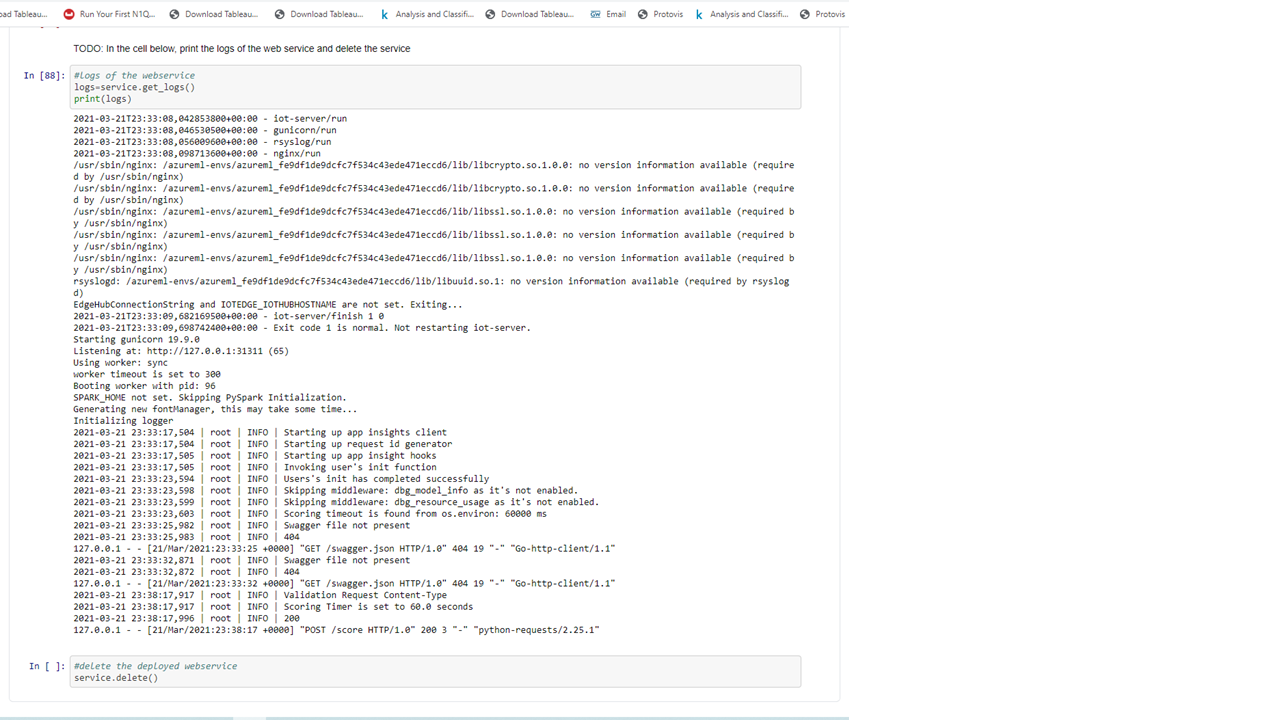 ad Tableau... Run Your First N1Q... Download Tableau... Download Tableau... Analysis and Classifi... Download Tableau... Email Protovis Analysis and Classifi... Protovis
TODO: In the cell below, print the logs of the web service and delete the service
In [88]: #logs of the webservice
logs=service.get_logs()
print(logs)
2021-03-21T23:33:08,042853800+00:00 - iot-server/run
2021-03-21T23:33:08,046530500+00:00 - gunicorn/run
2021-03-21T23:33:08,056009600+00:00 - rsyslog/run
2021-03-21T23:33:08,098713600+00:00 - nginx/run
/usr/sbin/nginx: /azureml-envs/azureml_fe9df1de9dcfc7f534c43ede471eccd6/lib/libcrypto.so.1.0.0: no version information available (require
d by /usr/sbin/nginx)
/usr/sbin/nginx: /azureml-envs/azureml_fe9df1de9dcfc7f534c43ede471eccd6/lib/libcrypto.so.1.0.0: no version information available (require
d by /usr/sbin/nginx)
/usr/sbin/nginx: /azureml-envs/azureml_fe9df1de9dcfc7f534c43ede471eccd6/lib/libssl.so.1.0.0: no version information available (required b
y /usr/sbin/nginx)
/usr/sbin/nginx: /azureml-envs/azureml_fe9df1de9dcfc7f534c43ede471eccd6/lib/libssl.so.1.0.0: no version information available (required b
y /usr/sbin/nginx)
/usr/sbin/nginx: /azureml-envs/azureml_fe9df1de9dcfc7f534c43ede471eccd6/lib/libssl.so.1.0.0: no version information available (required b
y /usr/sbin/nginx)
rsyslogd: /azureml-envs/azureml_fe9df1de9dcfc7f534c43ede471eccd6/lib/libuuid.so.1: no version information available (required by rsyslog
d)
EdgeHubConnectionString and IOTEDGE_IOTHUBHOSTNAME are not set. Exiting...
2021-03-21T23:33:09,682169500+00:00 - iot-server/finish 1 0
2021-03-21T23:33:09,698742400+00:00 - Exit code 1 is normal. Not restarting iot-server.
Starting gunicorn 19.9.0
Listening at: http://127.0.0.1:31311 (65)
Using worker: sync
worker timeout is set to 300
Booting worker with pid: 96
SPARK_HOME not set. Skipping PySpark Initialization.
Generating new fontManager, this may take some time...
Initializing logger
2021-03-21 23:33:17,504 | root | INFO | Starting up app insights client
2021-03-21 23:33:17,504 | root | INFO | Starting up request id generator
2021-03-21 23:33:17,505 | root | INFO | Starting up app insight hooks
2021-03-21 23:33:17,505 | root | INFO | Invoking user's init function
2021-03-21 23:33:23,594 | root | INFO | Users's init has completed successfully
2021-03-21 23:33:23,598 | root | INFO | Skipping middleware: dbg_model_info as it's not enabled.
2021-03-21 23:33:23,599 | root | INFO | Skipping middleware: dbg_resource_usage as it's not enabled.
2021-03-21 23:33:23,603 | root | INFO | Scoring timeout is found from os.environ: 60000 ms
2021-03-21 23:33:25,982 | root | INFO | Swagger file not present
2021-03-21 23:33:25,983 | root | INFO | 404
127.0.0.1 - - [21/Mar/2021:23:33:25 +0000] "GET /swagger.json HTTP/1.0" 404 19 "-" "Go-http-client/1.1"
2021-03-21 23:33:32,871 | root | INFO | Swagger file not present
2021-03-21 23:33:32,872 | root | INFO | 404
127.0.0.1 - - [21/Mar/2021:23:33:32 +0000] "GET /swagger.json HTTP/1.0" 404 19 "-" "Go-http-client/1.1"
2021-03-21 23:38:17,917 | root | INFO | Validation Request Content-Type
2021-03-21 23:38:17,917 | root | INFO | Scoring Timer is set to 60.0 seconds
2021-03-21 23:38:17,996 | root | INFO | 200
127.0.0.1 - - [21/Mar/2021:23:38:17 +0000] "POST /score HTTP/1.0" 200 3 "-" "python-requests/2.25.1"
In [ ]: #delete the deployed webservice
service.delete()